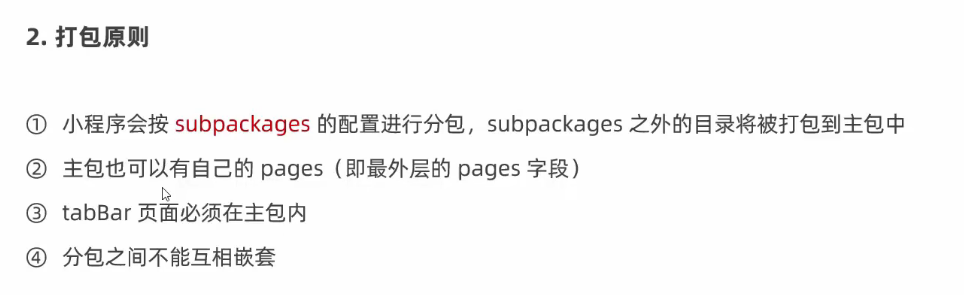 2. 打包原则
① 小程序会按 subpackages 的配置进行分包，subpackages 之外的目录将被打包到主包中
② 主包也可以有自己的 pages（即最外层的 pages 字段）
③ tabBar 页面必须在主包内
④ 分包之间不能互相嵌套